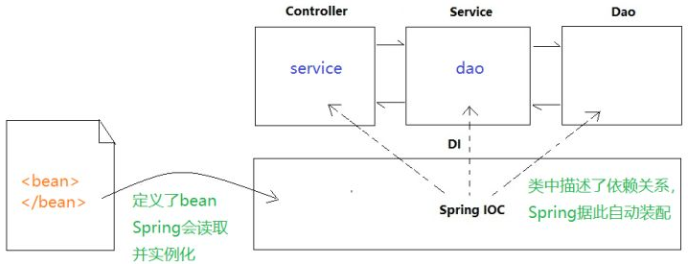 Controller
Service
Dao
service
dao
DI
<bean>
</bean>
定义了bean
Spring会读取
并实例化
Spring IOC
类中描述了依赖关系，
Spring据此自动装配